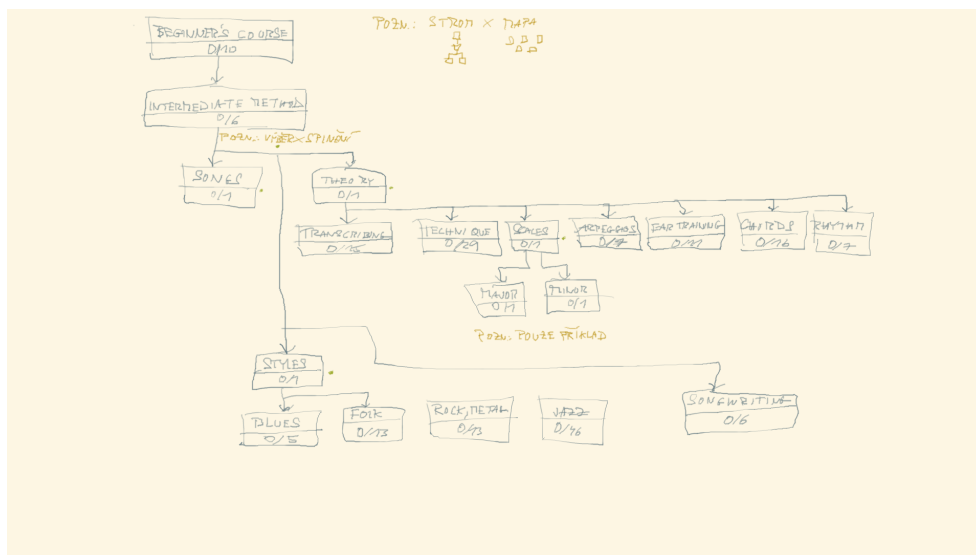 POZN.: STROM × MAPA
BEGINNER'S COURSE
0/10
INTERMEDIATE METHOD
0/6
POZN.: VÝBĚR × SPLNĚNÍ
SONGS
0/1
THEORY
0/1
TRANSCRIBING
0/15
TECHNIQUE
0/29
SCALES
0/1
ARPEGGIOS
0/7
EAR TRAINING
0/11
CHORDS
0/16
RHYTHM
0/7
MAJOR
0/1
MINOR
0/1
POZN.: POUZE PŘÍKLAD
STYLES
0/1
SONGWRITING
0/6
BLUES
0/5
FOLK
0/13
ROCK, METAL
0/13
JAZZ
0/46